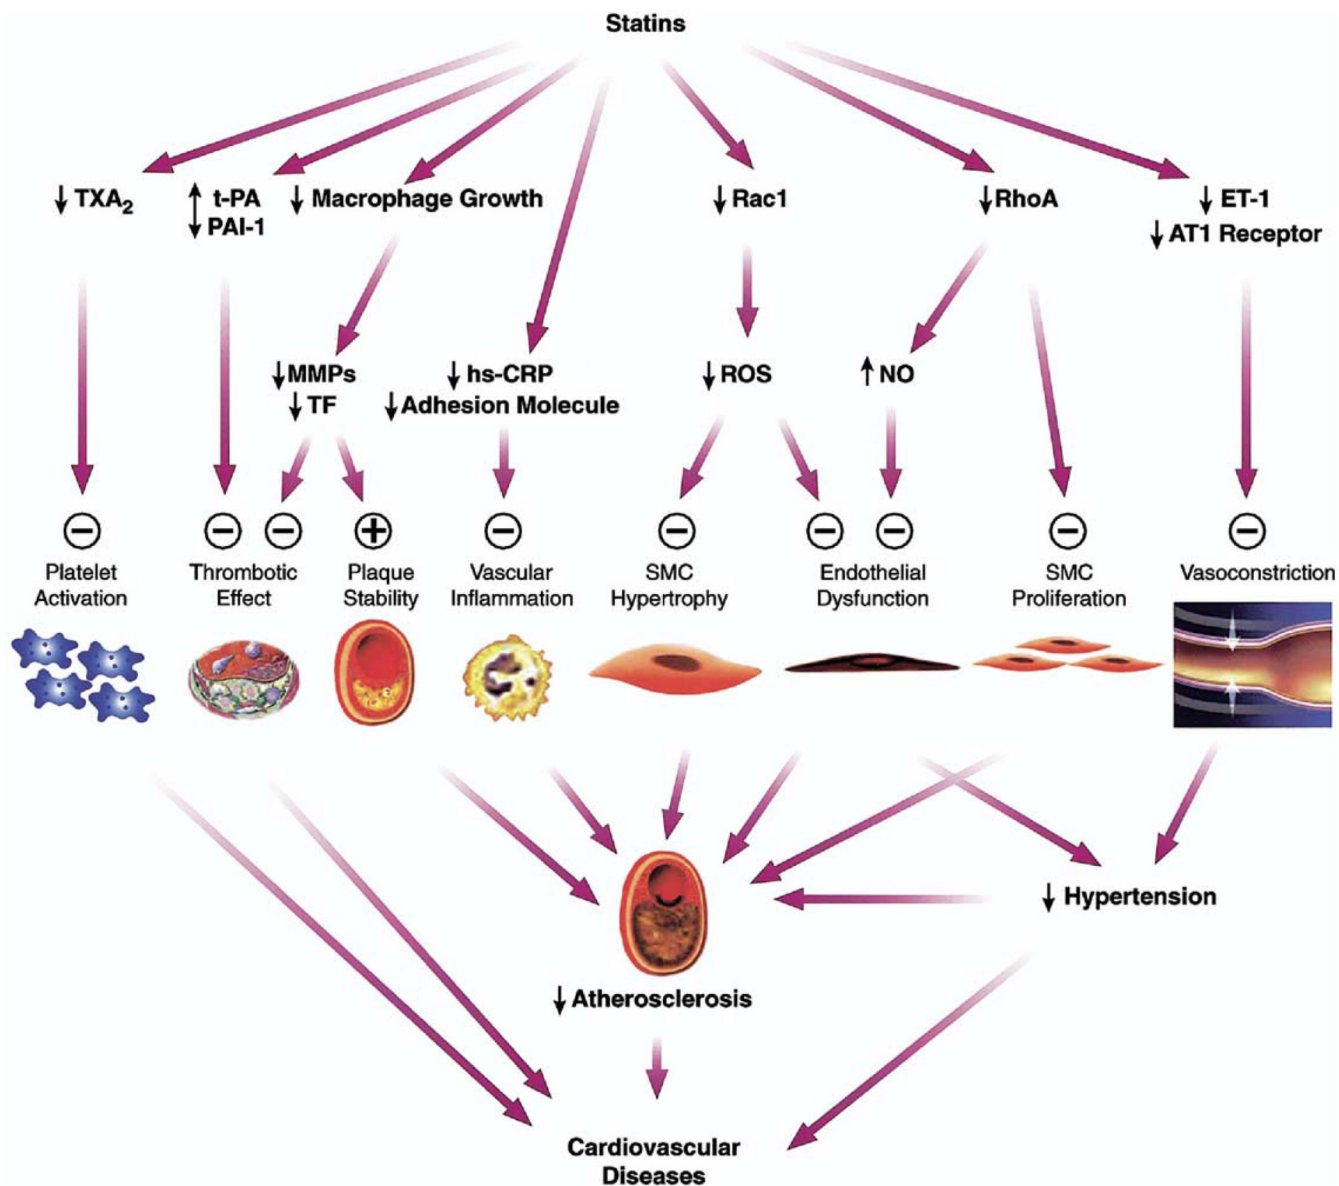 Statins
↓ TXA₂
↑ t-PA
↓ PAI-1
↓ Macrophage Growth
↓ Rac1
↓ RhoA
↓ ET-1
↓ AT1 Receptor
↓ MMPs
↓ TF
↓ hs-CRP
↓ Adhesion Molecule
↓ ROS
↑ NO
− − − + − − − − − −
Platelet
Activation
Thrombotic
Effect
Plaque
Stability
Vascular
Inflammation
SMC
Hypertrophy
Endothelial
Dysfunction
SMC
Proliferation
Vasoconstriction
↓ Hypertension
↓ Atherosclerosis
Cardiovascular
Diseases